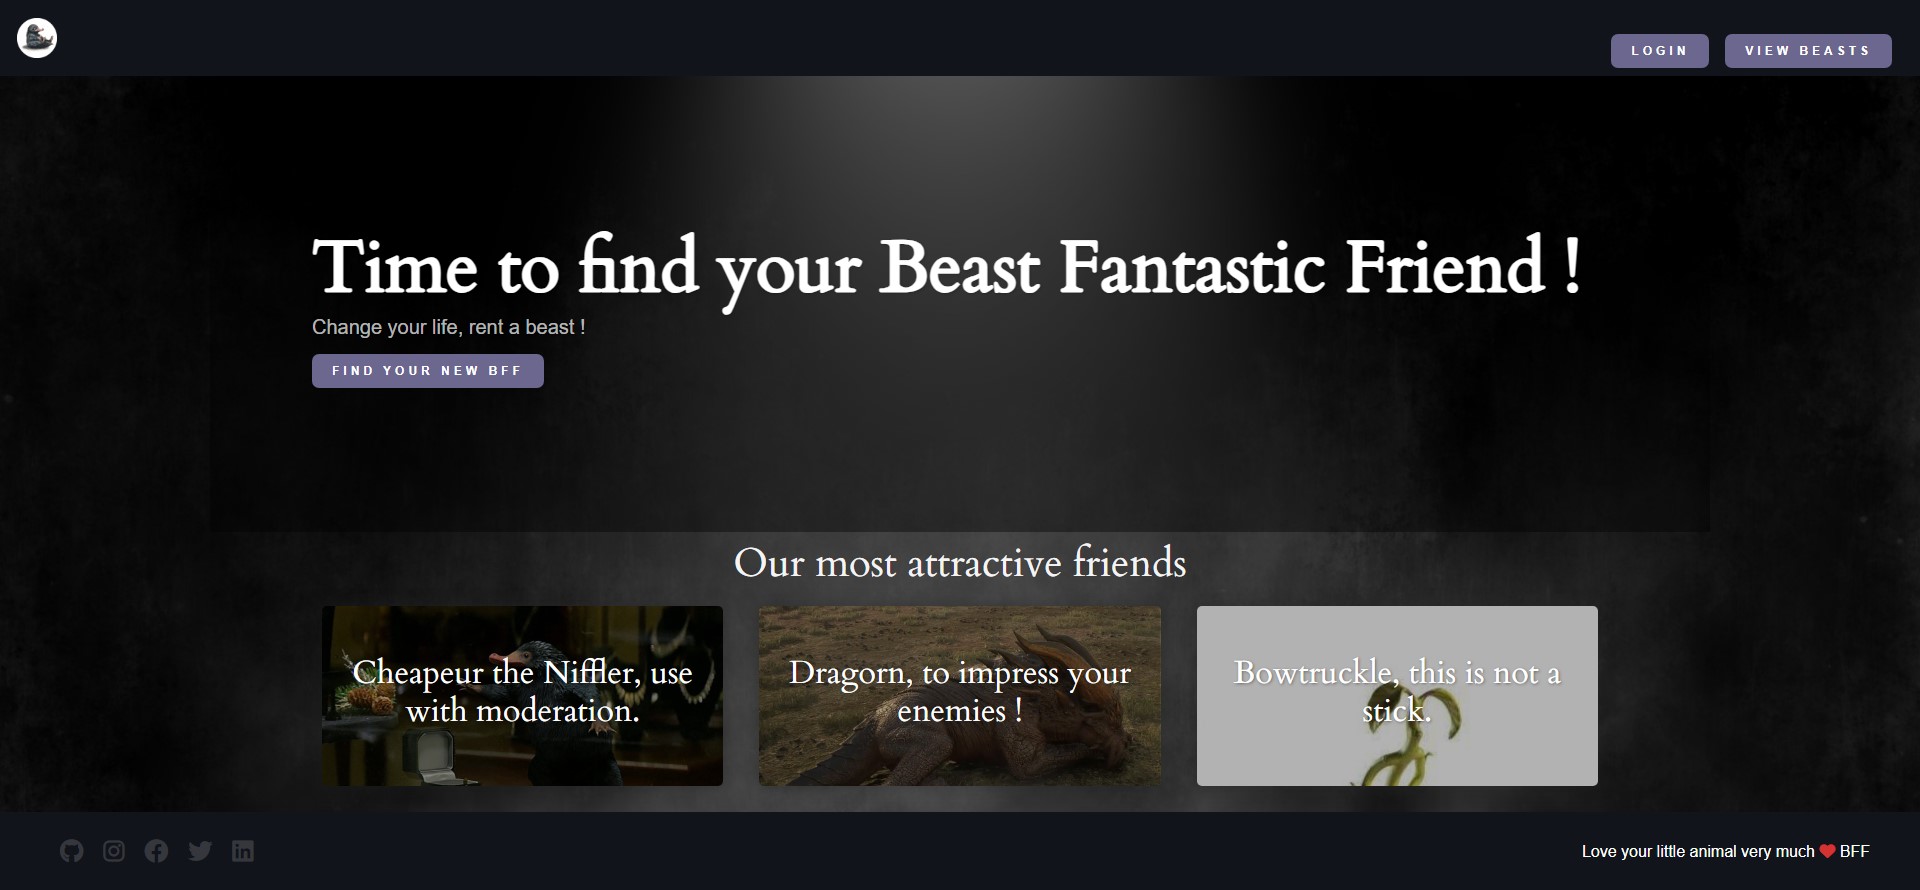 LOGIN
VIEW BEASTS
Time to find your Beast Fantastic Friend !
Change your life, rent a beast !
FIND YOUR NEW BFF
Our most attractive friends
Cheapeur the Niffler, use
with moderation.
Dragorn, to impress your
enemies !
Bowtruckle, this is not a
stick.
Love your little animal very much ❤ BFF